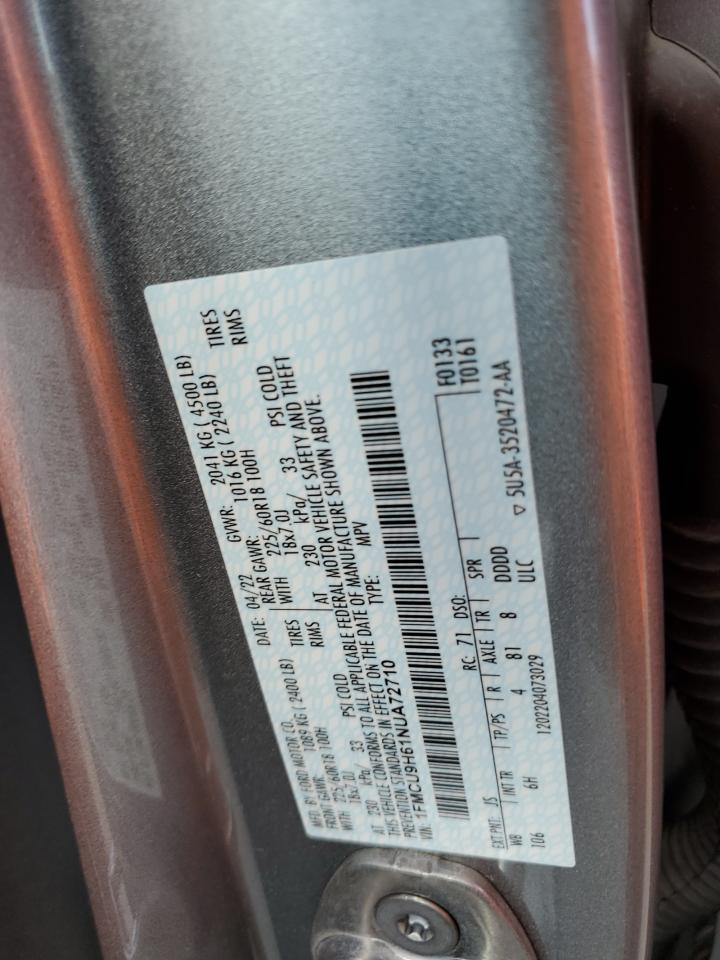 MFD. BY FORD MOTOR CO.
DATE: 04/22 GVWR: 2041 KG ( 4500 LB)
FRONT GAWR: 1089 KG ( 2400 LB) REAR GAWR: 1016 KG ( 2240 LB)
225/60R18 100H TIRES WITH 225/60R18 100H TIRES
WITH 18x7.0J RIMS 18x7.0J RIMS
AT 230 kPa/ 33 PSI COLD AT 230 kPa/ 33 PSI COLD
THIS VEHICLE CONFORMS TO ALL APPLICABLE FEDERAL MOTOR VEHICLE SAFETY AND THEFT
PREVENTION STANDARDS IN EFFECT ON THE DATE OF MANUFACTURE SHOWN ABOVE.
VIN: 1FMCU9H61NUA72710 TYPE: MPV
F0133
T0161
EXT PNT: JS RC: 71 DSO:
WB INT TR TP/PS R AXLE TR SPR
106 6H 4 81 8 DDDD
1202204073029 ULC
▽ 5U5A-3520472-AA